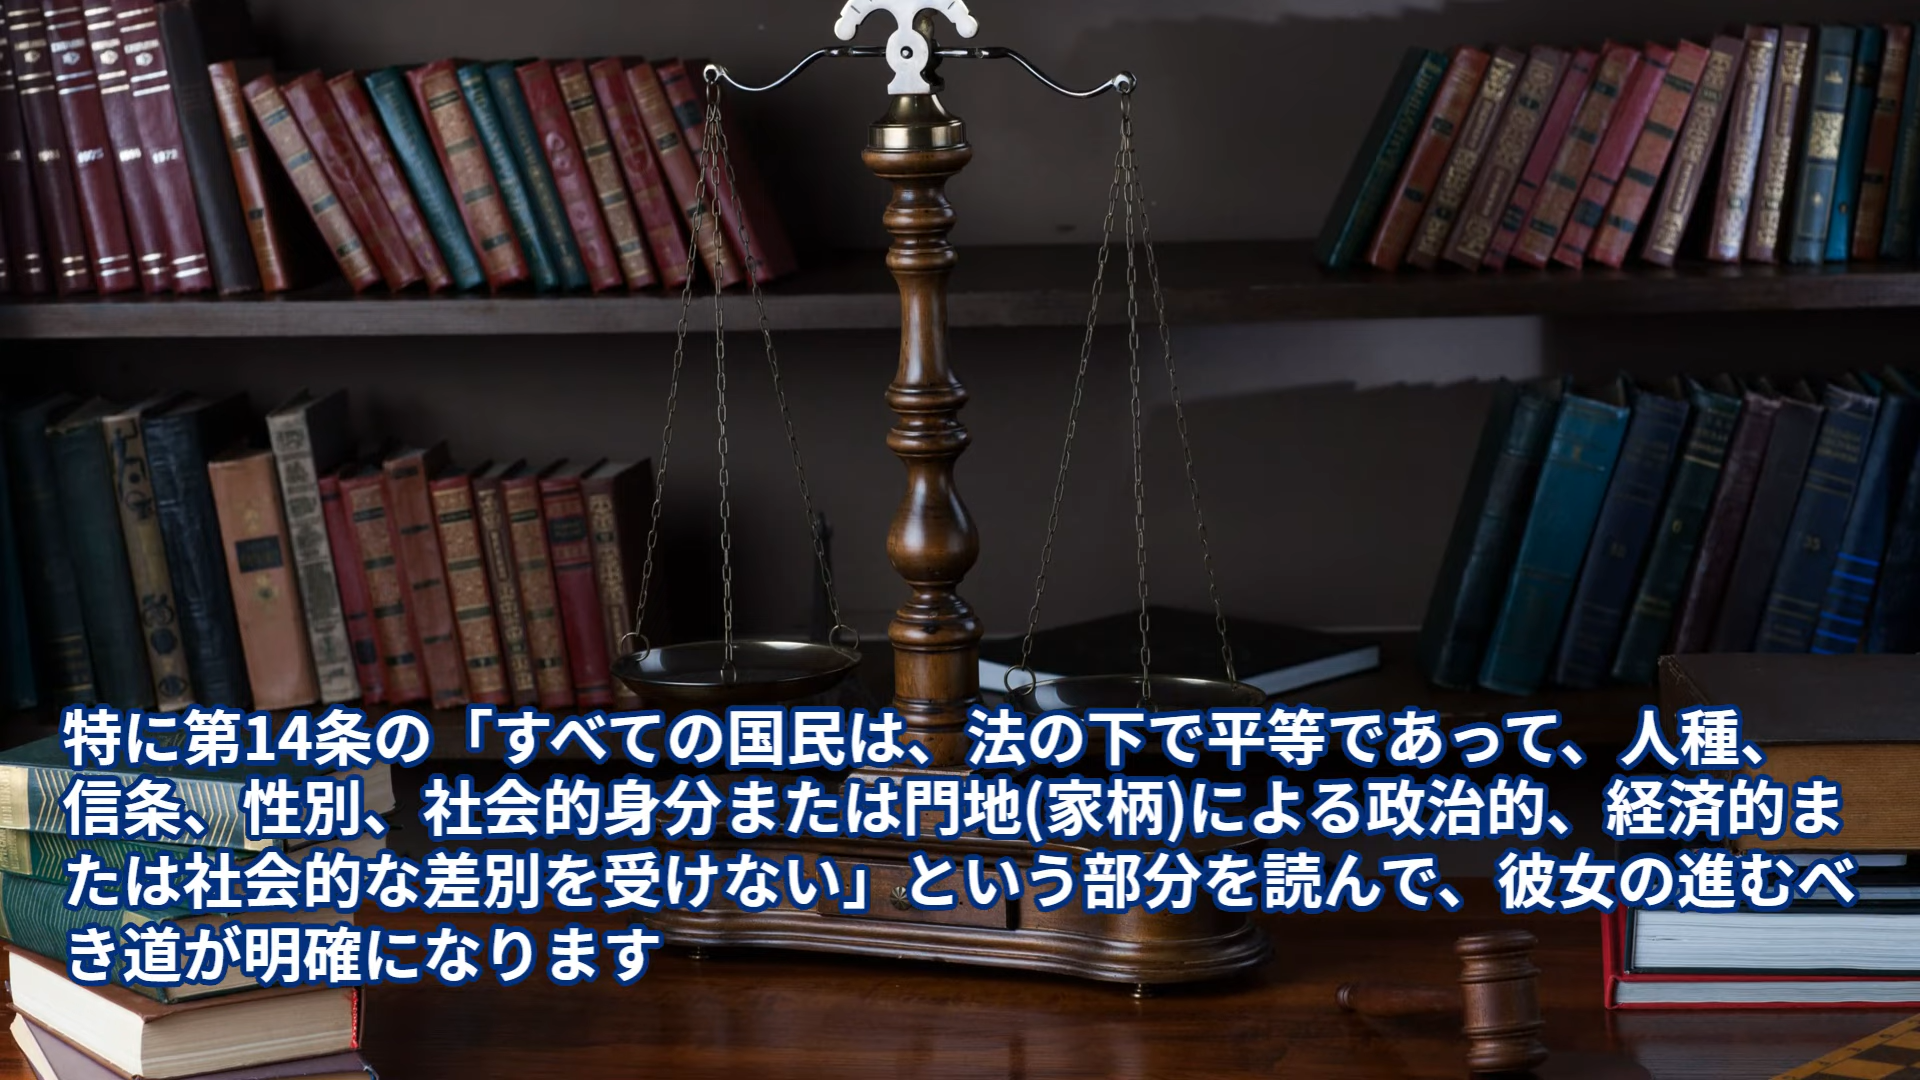 特に第14条の「すべての国民は、法の下で平等であって、人種、
信条、性別、社会的身分または門地(家柄)による政治的、経済的ま
たは社会的な差別を受けない」という部分を読んで、彼女の進むべ
き道が明確になります
1975
1972